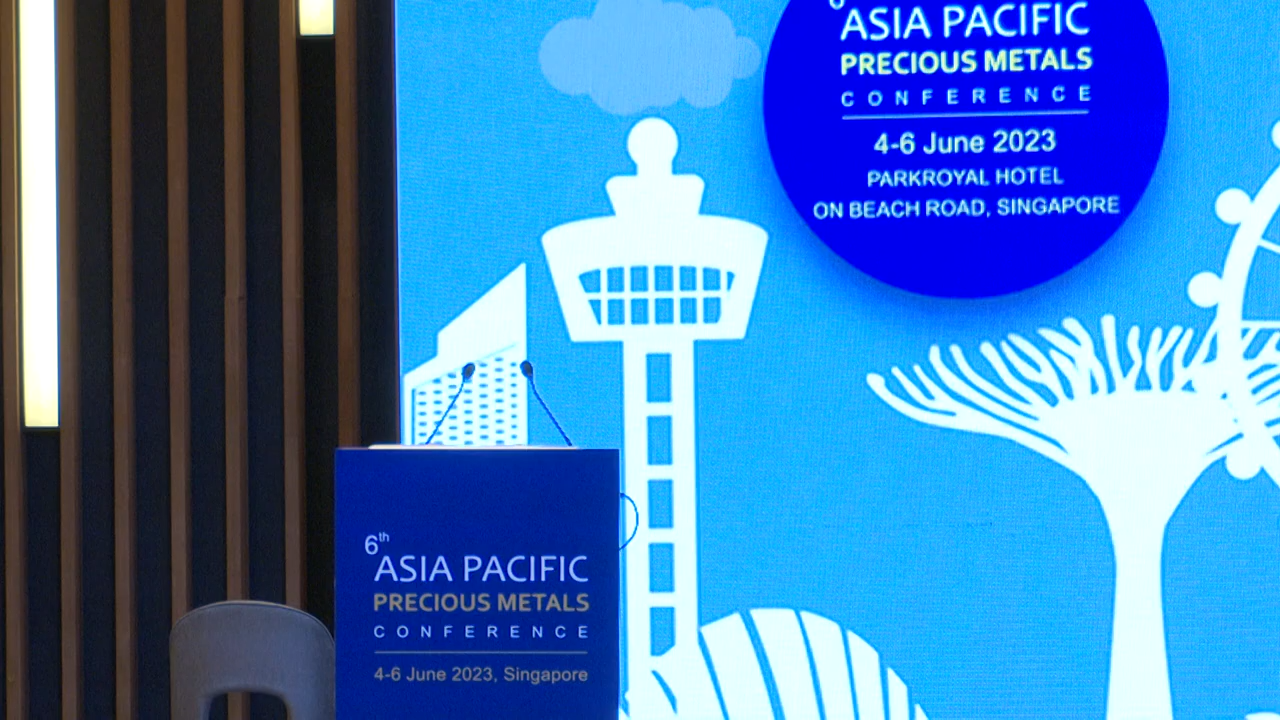 ASIA PACIFIC
PRECIOUS METALS
CONFERENCE
4-6 June 2023
PARKROYAL HOTEL
ON BEACH ROAD, SINGAPORE
6th
ASIA PACIFIC
PRECIOUS METALS
CONFERENCE
4-6 June 2023, Singapore